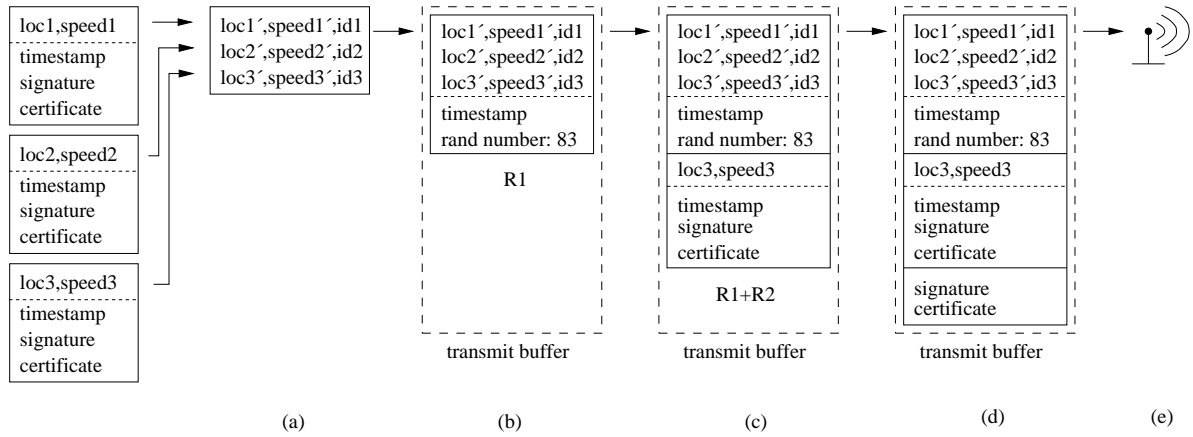 loc1,speed1
timestamp
signature
certificate
loc2,speed2
timestamp
signature
certificate
loc3,speed3
timestamp
signature
certificate
loc1´,speed1´,id1
loc2´,speed2´,id2
loc3´,speed3´,id3
(a)
loc1´,speed1´,id1
loc2´,speed2´,id2
loc3´,speed3´,id3
timestamp
rand number: 83
R1
transmit buffer
(b)
loc1´,speed1´,id1
loc2´,speed2´,id2
loc3´,speed3´,id3
timestamp
rand number: 83
loc3,speed3
timestamp
signature
certificate
R1+R2
transmit buffer
(c)
loc1´,speed1´,id1
loc2´,speed2´,id2
loc3´,speed3´,id3
timestamp
rand number: 83
loc3,speed3
timestamp
signature
certificate
signature
certificate
transmit buffer
(d)
(e)